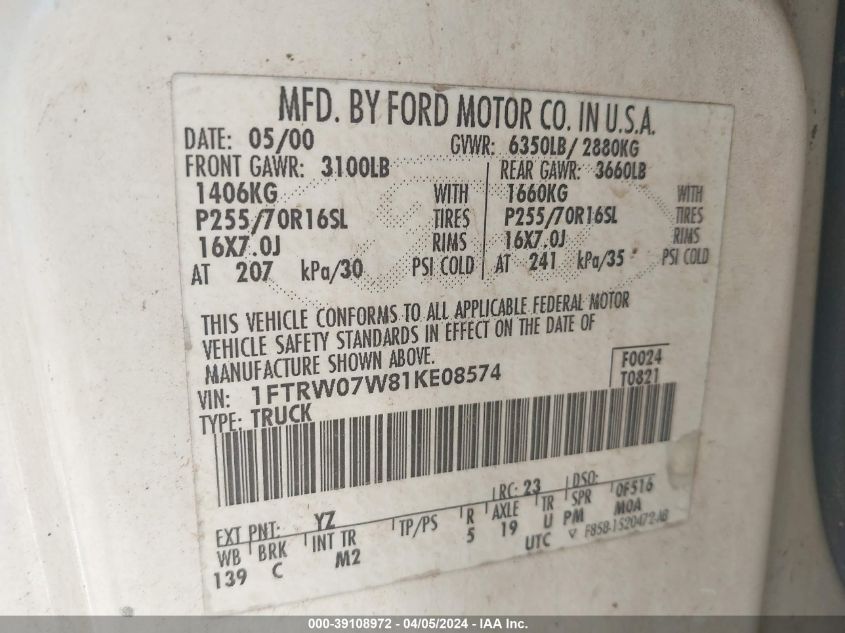 MFD. BY FORD MOTOR CO. IN U.S.A.
DATE: 05/00 GVWR: 6350LB/ 2880KG
FRONT GAWR: 3100LB REAR GAWR: 3660LB
1406KG WITH 1660KG WITH
P255/70R16SL TIRES P255/70R16SL TIRES
16X7.0J RIMS 16X7.0J RIMS
AT 207 kPa/30 PSI COLD AT 241 kPa/35 PSI COLD
THIS VEHICLE CONFORMS TO ALL APPLICABLE FEDERAL MOTOR
VEHICLE SAFETY STANDARDS IN EFFECT ON THE DATE OF
MANUFACTURE SHOWN ABOVE.
F0024
VIN: 1FTRW07W81KE08574
T0821
TYPE: TRUCK
EXT PNT: YZ RC: 23 DSO: 0F516
WB BRK INT TR TP/PS R AXLE TR SPR M0A
139 C M2 5 19 U PM
UTC F85B-1520472-AB
000-39108972 / 04/05/2024 - IAA Inc.